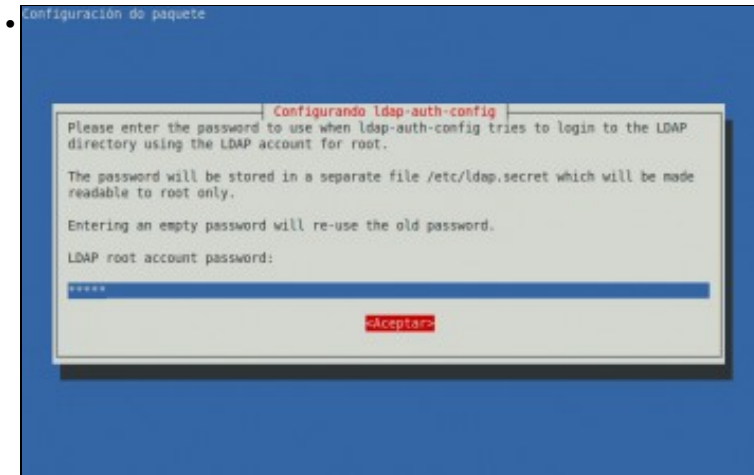 Configuración do paquete
Configurando ldap-auth-config
Please enter the password to use when ldap-auth-config tries to login to the LDAP
directory using the LDAP account for root.
The password will be stored in a separate file /etc/ldap.secret which will be made
readable to root only.
Entering an empty password will re-use the old password.
LDAP root account password:
*****
<Aceptar>